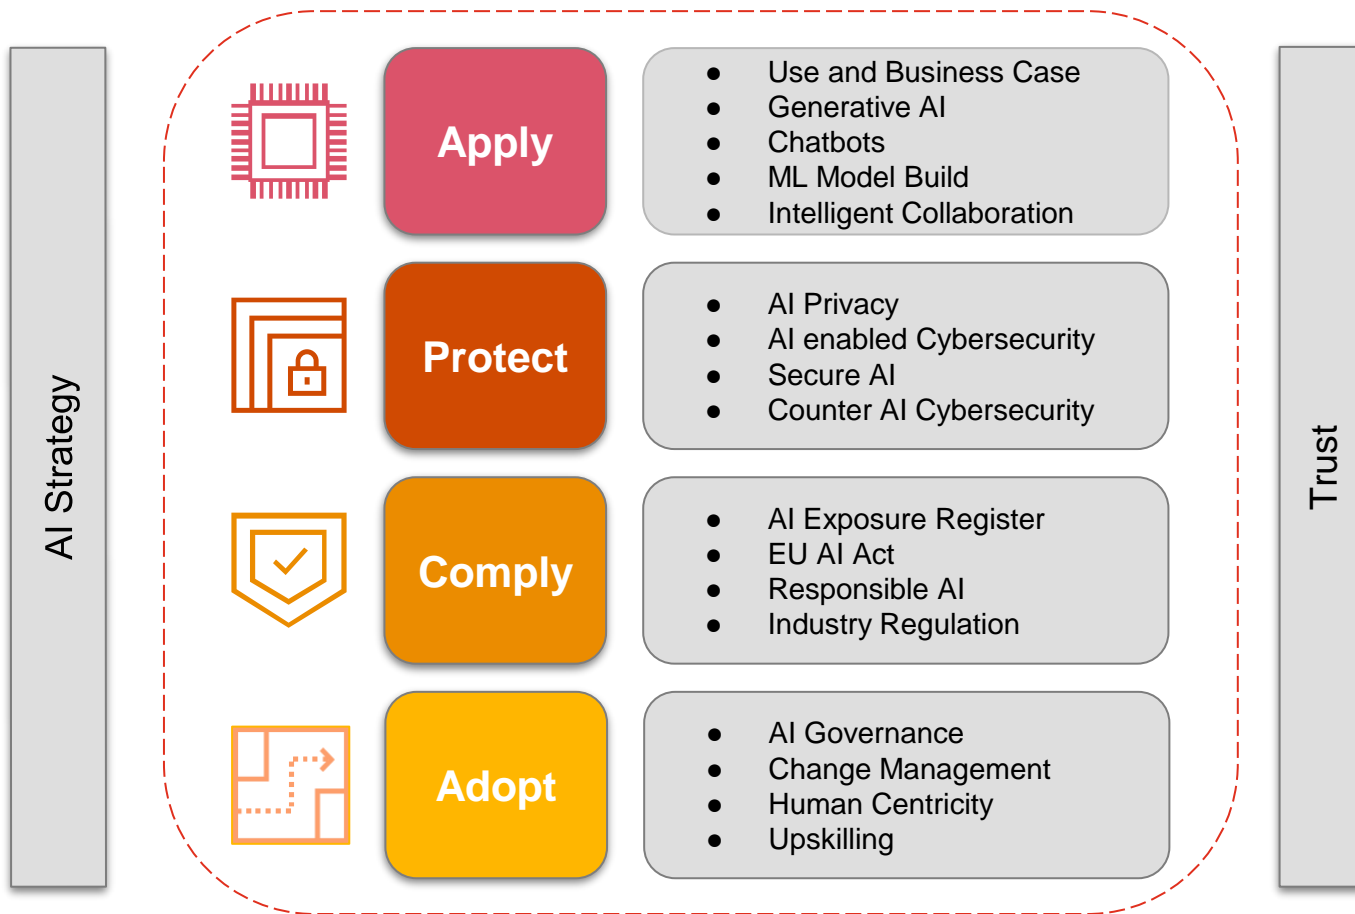 AI Strategy
Apply
● Use and Business Case
● Generative AI
● Chatbots
● ML Model Build
● Intelligent Collaboration
Protect
● AI Privacy
● AI enabled Cybersecurity
● Secure AI
● Counter AI Cybersecurity
Comply
● AI Exposure Register
● EU AI Act
● Responsible AI
● Industry Regulation
Adopt
● AI Governance
● Change Management
● Human Centricity
● Upskilling
Trust